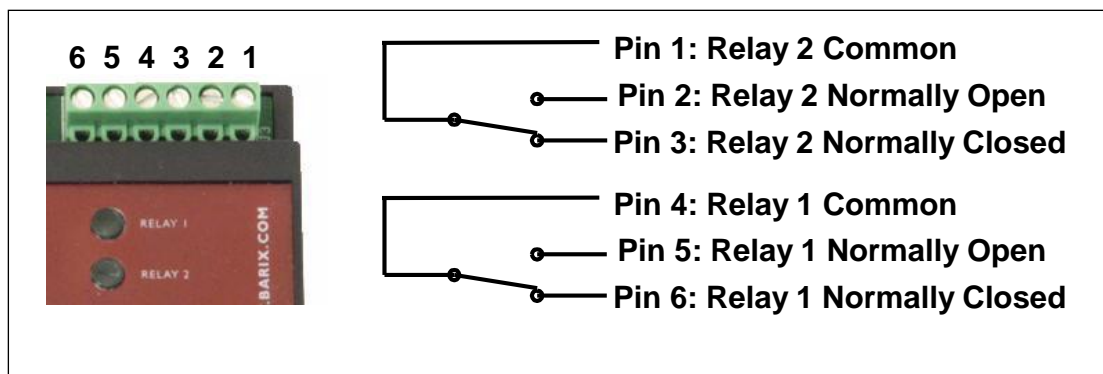 6 5 4 3 2 1
RELAY 1
RELAY 2
.BARIX.COM
Pin 1: Relay 2 Common
Pin 2: Relay 2 Normally Open
Pin 3: Relay 2 Normally Closed
Pin 4: Relay 1 Common
Pin 5: Relay 1 Normally Open
Pin 6: Relay 1 Normally Closed